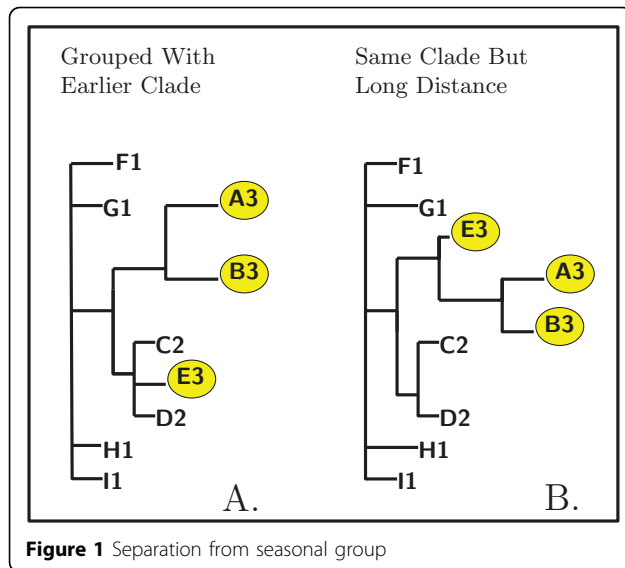 Grouped With
Earlier Clade
F1
G1
A3
B3
C2
E3
D2
H1
I1
A.
Same Clade But
Long Distance
F1
G1
E3
A3
B3
C2
D2
H1
I1
B.
Figure 1 Separation from seasonal group